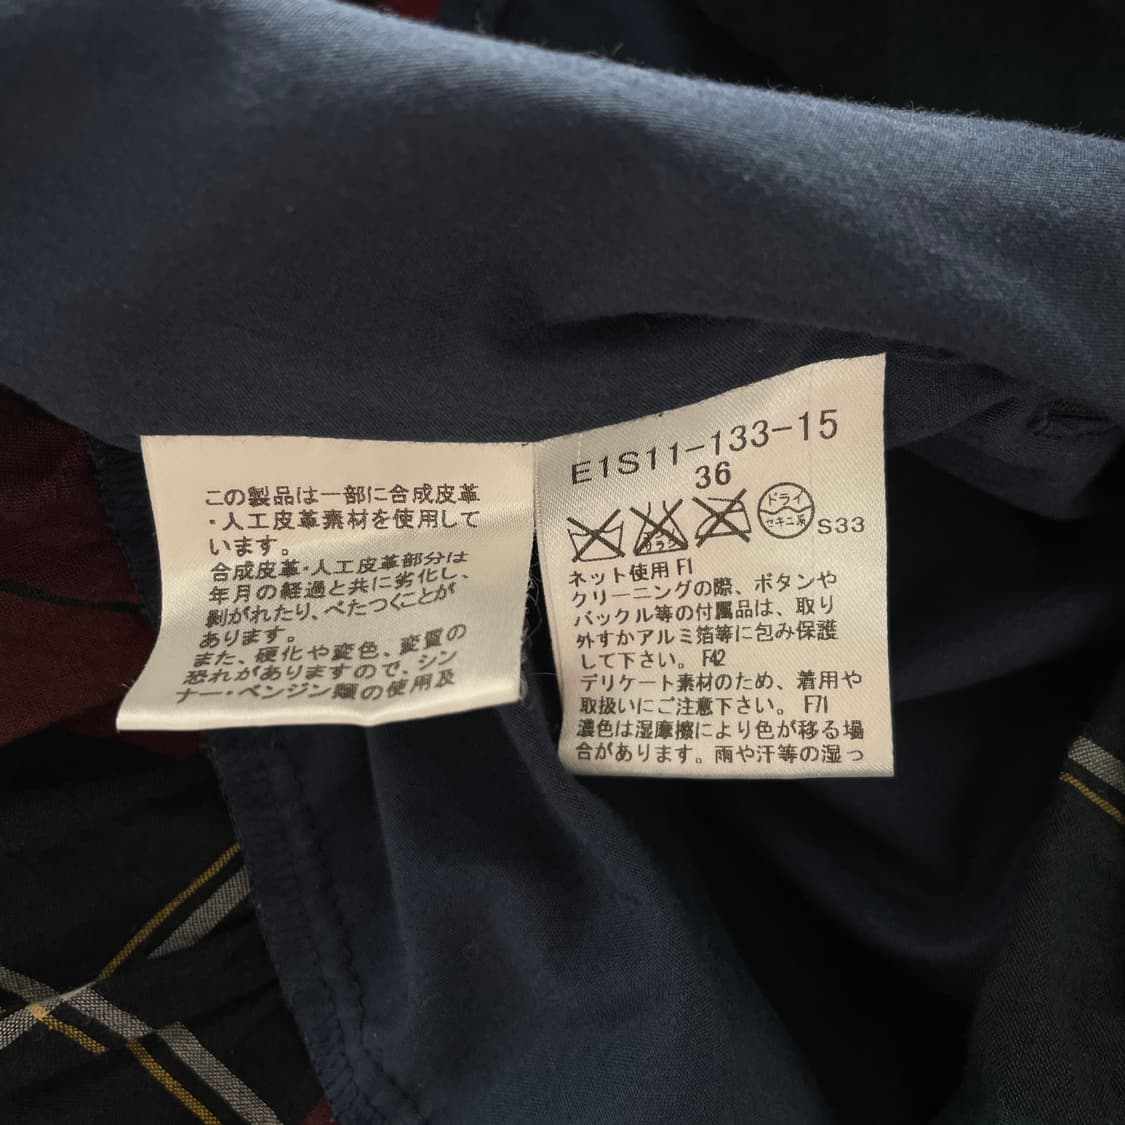 この製品は一部に合成皮革
・人工皮革素材を使用して
います。
合成皮革・人工皮革部分は
年月の経過と共に劣化し、
剥がれたり、べたつくことが
あります。
また、硬化や変色、変質の
恐れがありますので、シン
ナー・ベンジン類の使用及
E1S11-133-15
36
エンソ サラシ ドライ セキユ系 S33
ネット使用 F1
クリーニングの際、ボタンや
バックル等の付属品は、取り
外すかアルミ箔等に包み保護
して下さい。 F42
デリケート素材のため、着用や
取扱いにご注意下さい。 F71
濃色は湿摩擦により色が移る場
合があります。雨や汗等の湿っ